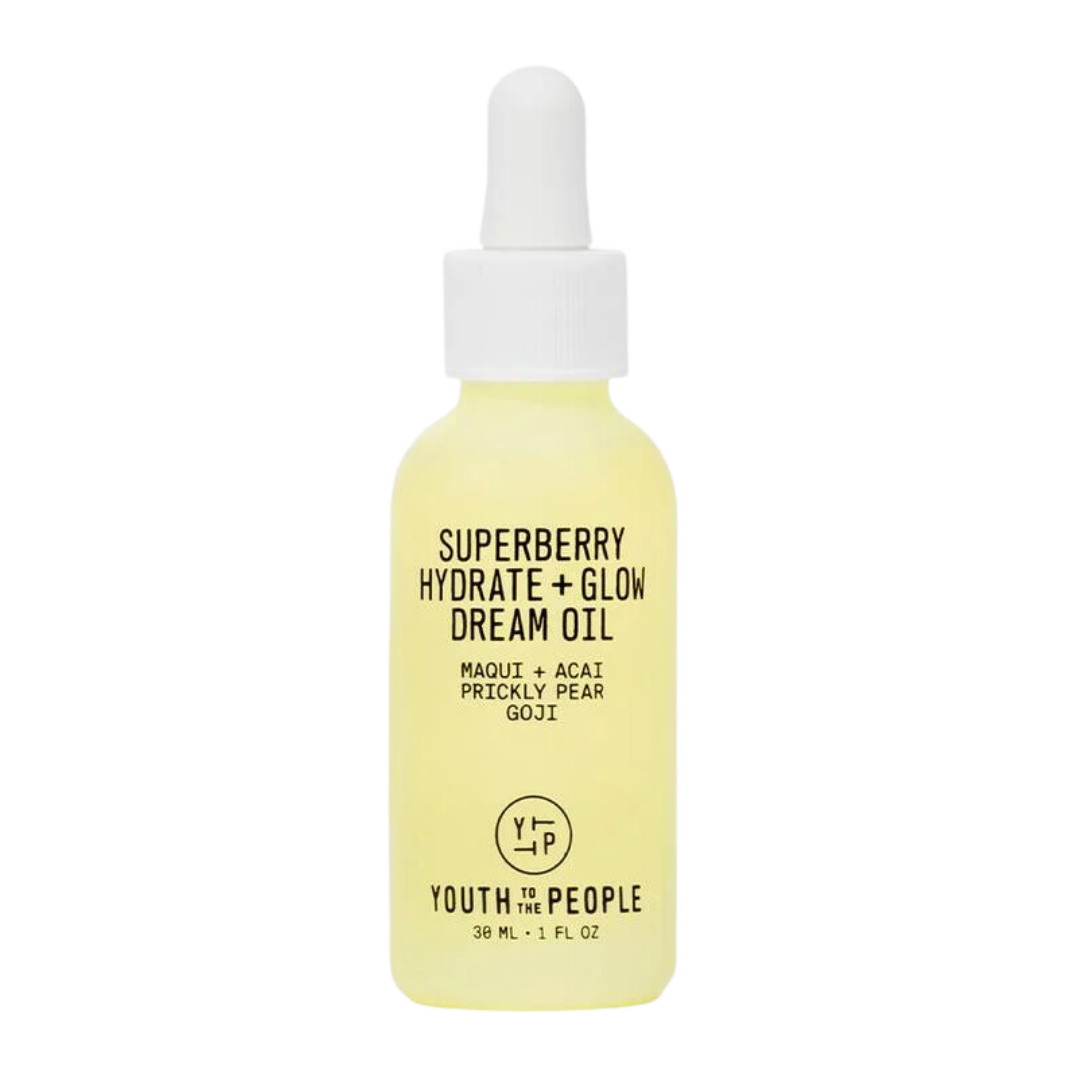 SUPERBERRY
HYDRATE + GLOW
DREAM OIL
MAQUI + ACAI
PRICKLY PEAR
GOJI
YTTP
YOUTH TO THE PEOPLE
30 ML · 1 FL OZ